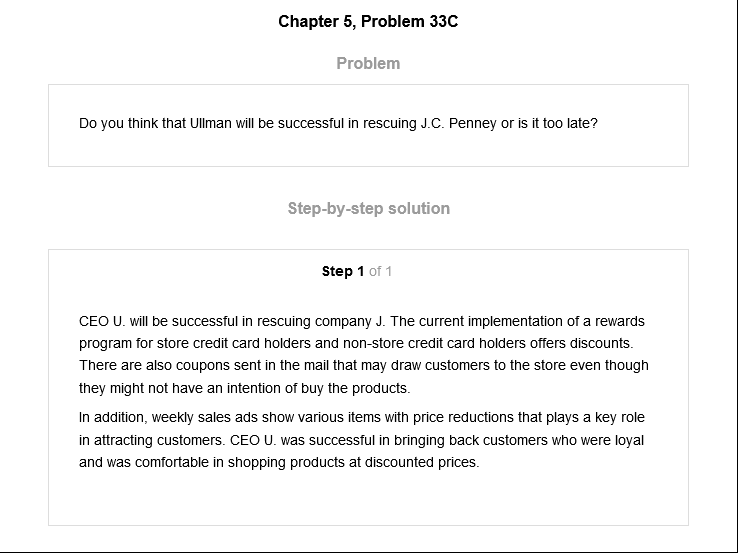 Chapter 5, Problem 33C
Problem
Do you think that Ullman will be successful in rescuing J.C. Penney or is it too late?
Step-by-step solution
Step 1 of 1
CEO U. will be successful in rescuing company J. The current implementation of a rewards
program for store credit card holders and non-store credit card holders offers discounts.
There are also coupons sent in the mail that may draw customers to the store even though
they might not have an intention of buy the products.
In addition, weekly sales ads show various items with price reductions that plays a key role
in attracting customers. CEO U. was successful in bringing back customers who were loyal
and was comfortable in shopping products at discounted prices.